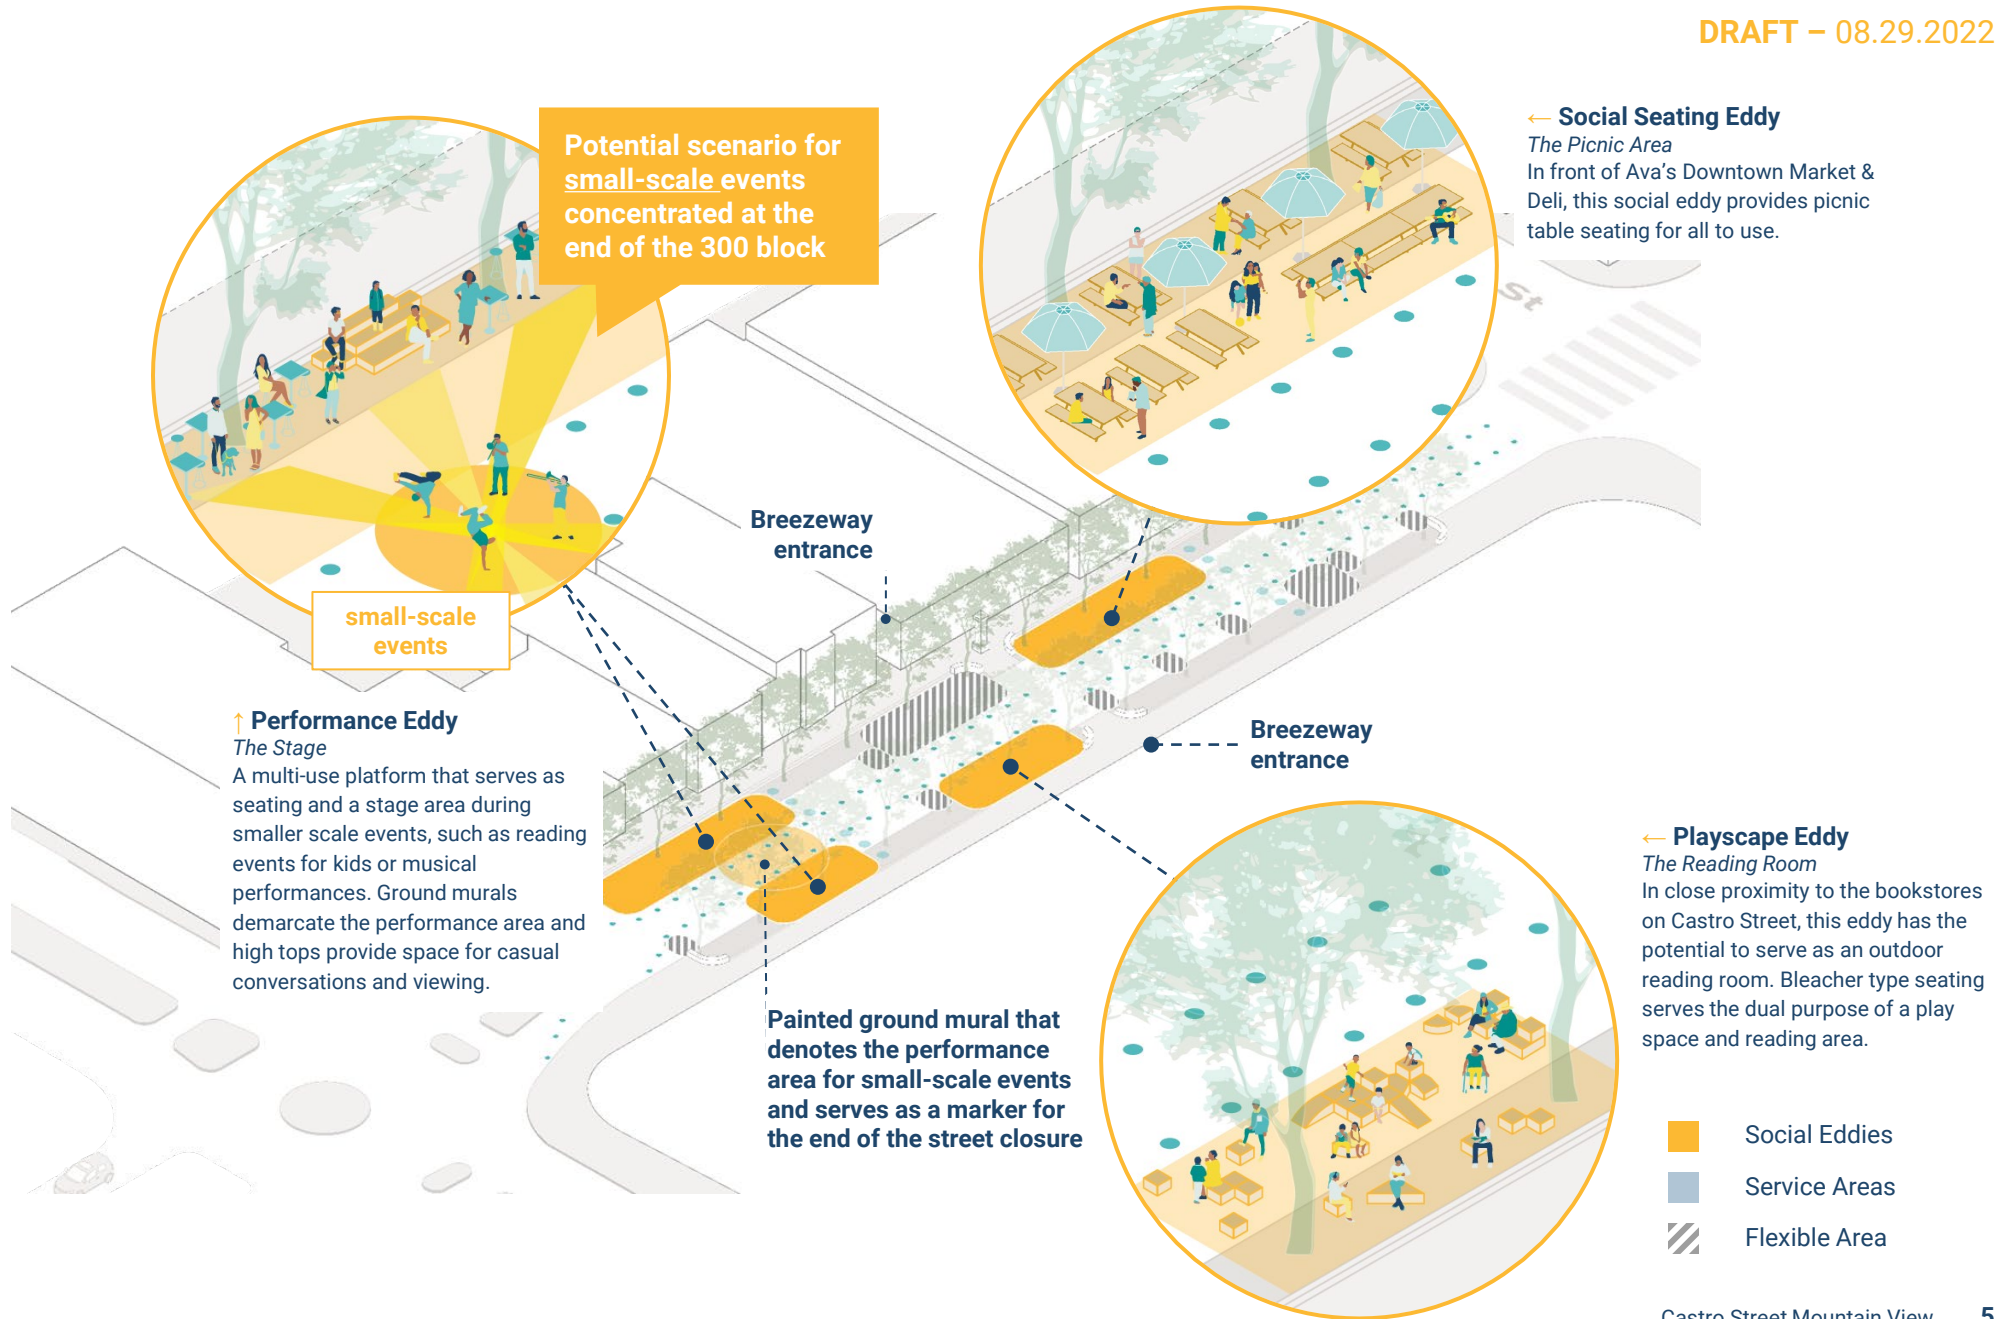 DRAFT – 08.29.2022
Potential scenario for
small-scale events
concentrated at the
end of the 300 block
← Social Seating Eddy
The Picnic Area
In front of Ava's Downtown Market &
Deli, this social eddy provides picnic
table seating for all to use.
St
Breezeway
entrance
small-scale
events
↑ Performance Eddy
The Stage
A multi-use platform that serves as
seating and a stage area during
smaller scale events, such as reading
events for kids or musical
performances. Ground murals
demarcate the performance area and
high tops provide space for casual
conversations and viewing.
Breezeway
entrance
Painted ground mural that
denotes the performance
area for small-scale events
and serves as a marker for
the end of the street closure
← Playscape Eddy
The Reading Room
In close proximity to the bookstores
on Castro Street, this eddy has the
potential to serve as an outdoor
reading room. Bleacher type seating
serves the dual purpose of a play
space and reading area.
Social Eddies
Service Areas
Flexible Area
Castro Street Mountain View 5